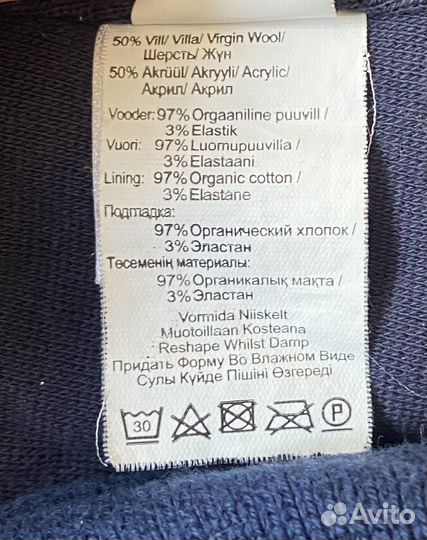 50% Vill/ Villa/ Virgin Wool/
Шерсть/ Жүн
50% Akrüül/ Akryyli/ Acrylic/
Акрил/ Акрил
Vooder: 97% Orgaaniline puuvill /
3% Elastik
Vuori: 97% Luomupuuvilla /
3% Elastaani
Lining: 97% Organic cotton /
3% Elastane
Подкладка:
97% Органический хлопок /
3% Эластан
Төсеменің материалы:
97% Органикалық мақта /
3% Эластан
Vormida Niiskelt
Muotoillaan Kosteana
Reshape Whilst Damp
Придать Форму Во Влажном Виде
Сулы Күйде Пішіні Өзгереді
30 P
Avito